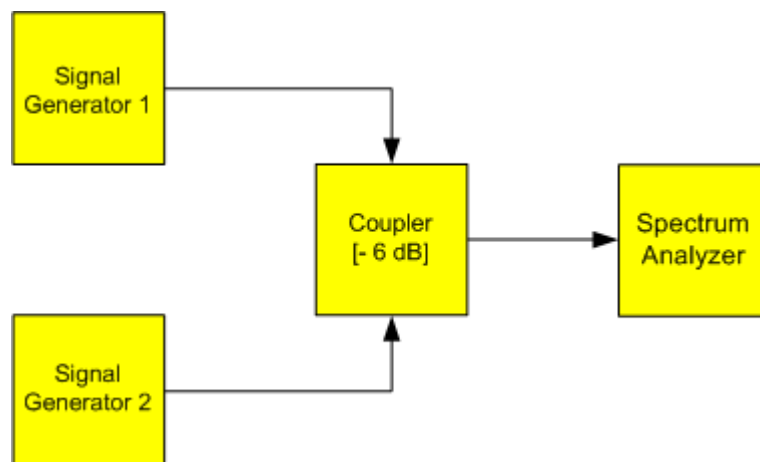 Signal
Generator 1
Coupler
[- 6 dB]
Spectrum
Analyzer
Signal
Generator 2